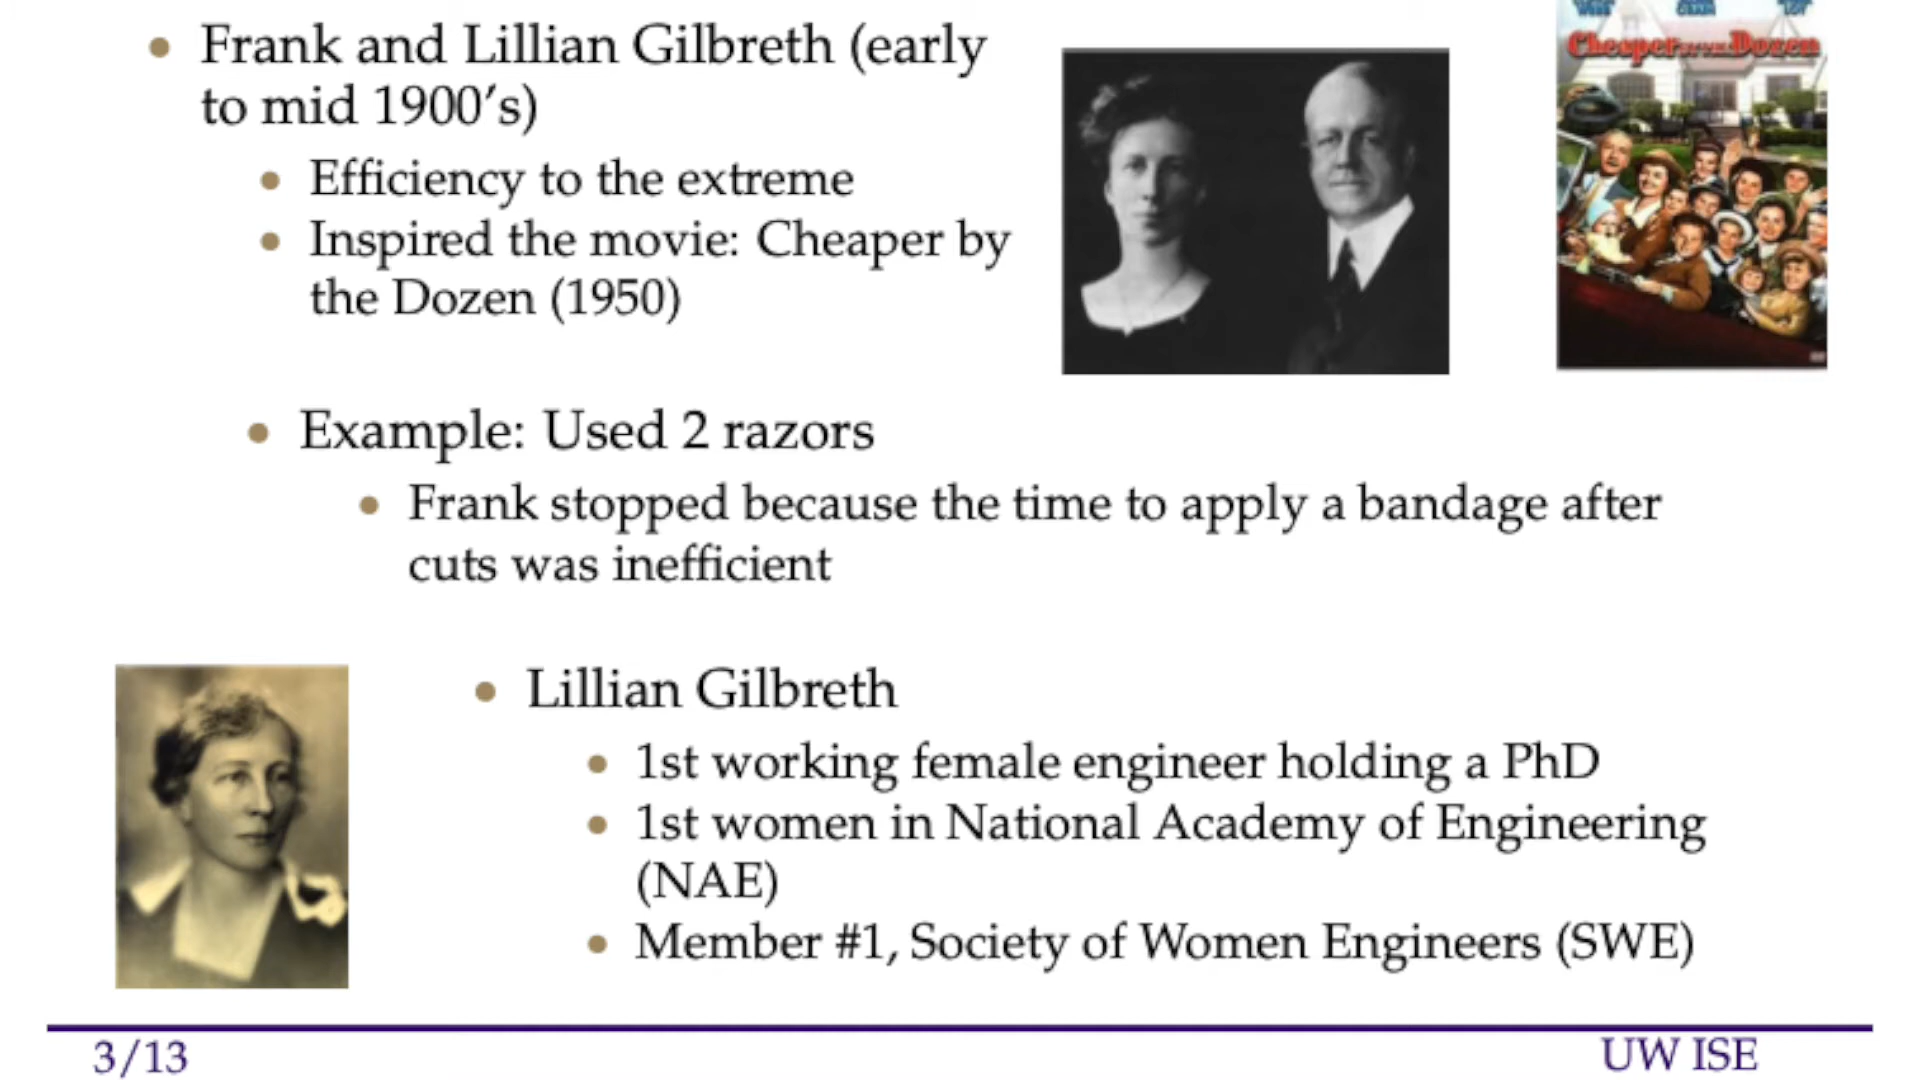 Frank and Lillian Gilbreth (early
to mid 1900's)
Efficiency to the extreme
Inspired the movie: Cheaper by
the Dozen (1950)
Cheaper by the Dozen
Example: Used 2 razors
Frank stopped because the time to apply a bandage after
cuts was inefficient
Lillian Gilbreth
1st working female engineer holding a PhD
1st women in National Academy of Engineering
(NAE)
Member #1, Society of Women Engineers (SWE)
3/13
UW ISE